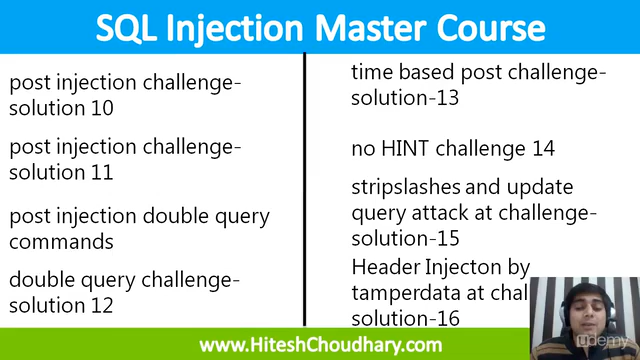 SQL Injection Master Course
post injection challenge-
solution 10
post injection challenge-
solution 11
post injection double query
commands
double query challenge-
solution 12
time based post challenge-
solution-13
no HINT challenge 14
stripslashes and update
query attack at challenge-
solution-15
Header Injecton by
tamperdata at chal
solution-16
www.HiteshChoudhary.com
udemy